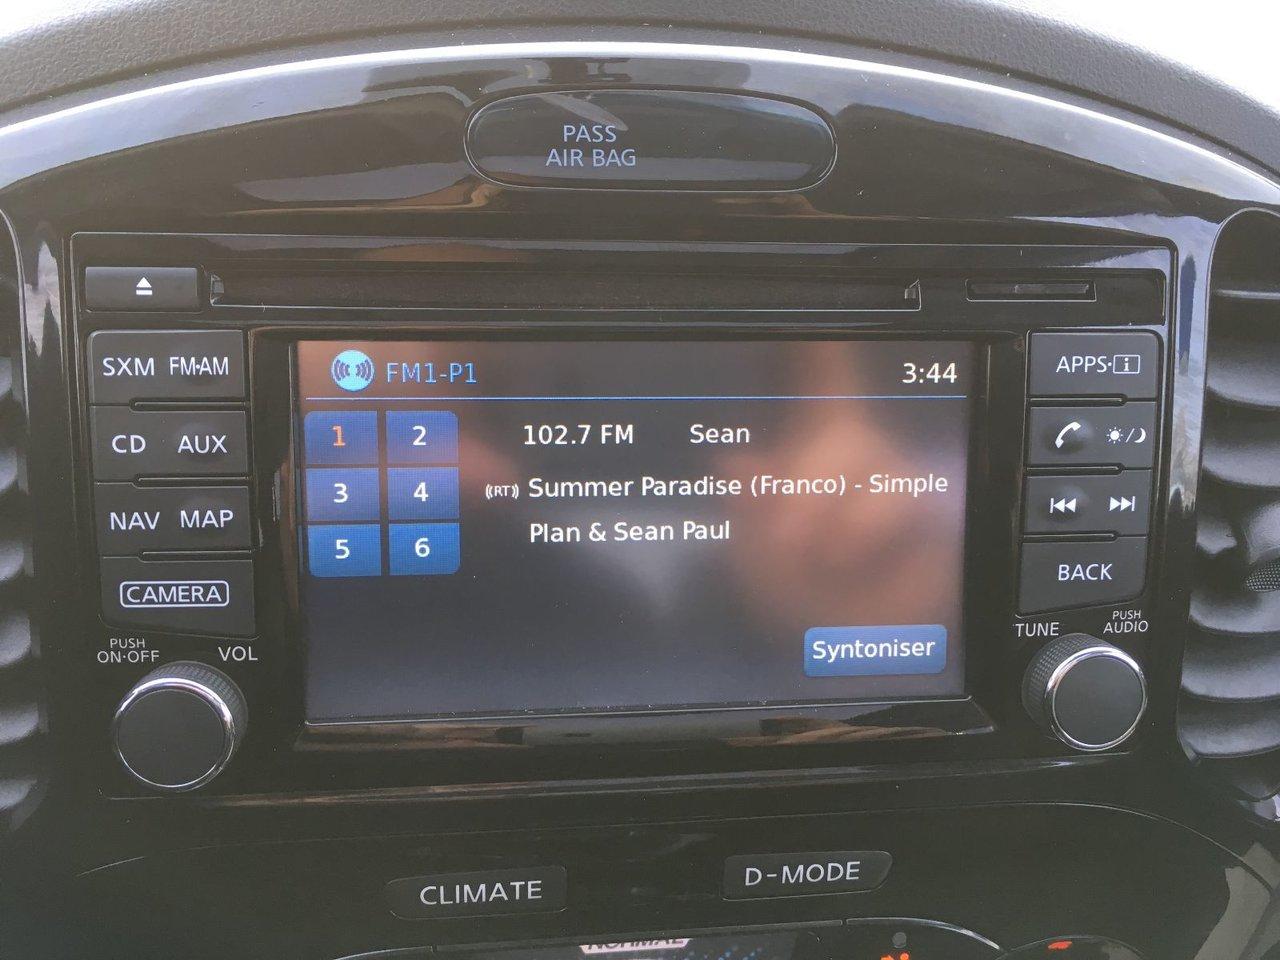 PASS
AIR BAG
SXM FM·AM
CD AUX
NAV MAP
CAMERA
PUSH
ON·OFF
VOL
FM1-P1 3:44
1 2
3 4
5 6
102.7 FM Sean
(RT) Summer Paradise (Franco) - Simple
Plan & Sean Paul
Syntoniser
APPS·i
BACK
TUNE
PUSH
AUDIO
CLIMATE
D-MODE
NORMAL